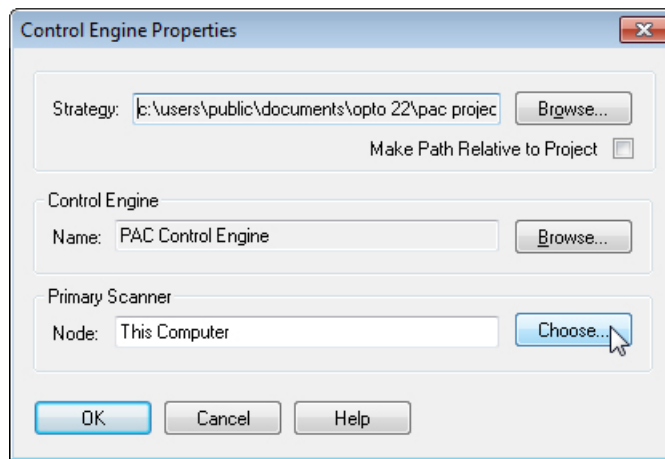 Control Engine Properties
Strategy: c:\users\public\documents\opto 22\pac projec Browse...
Make Path Relative to Project
Control Engine
Name: PAC Control Engine Browse...
Primary Scanner
Node: This Computer Choose...
OK Cancel Help